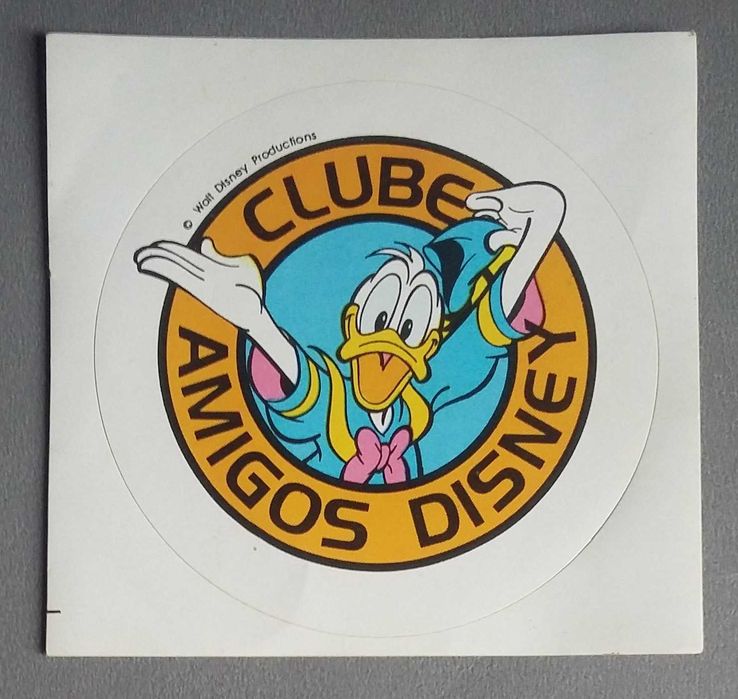 © Walt Disney Productions
CLUBE
AMIGOS DISNEY